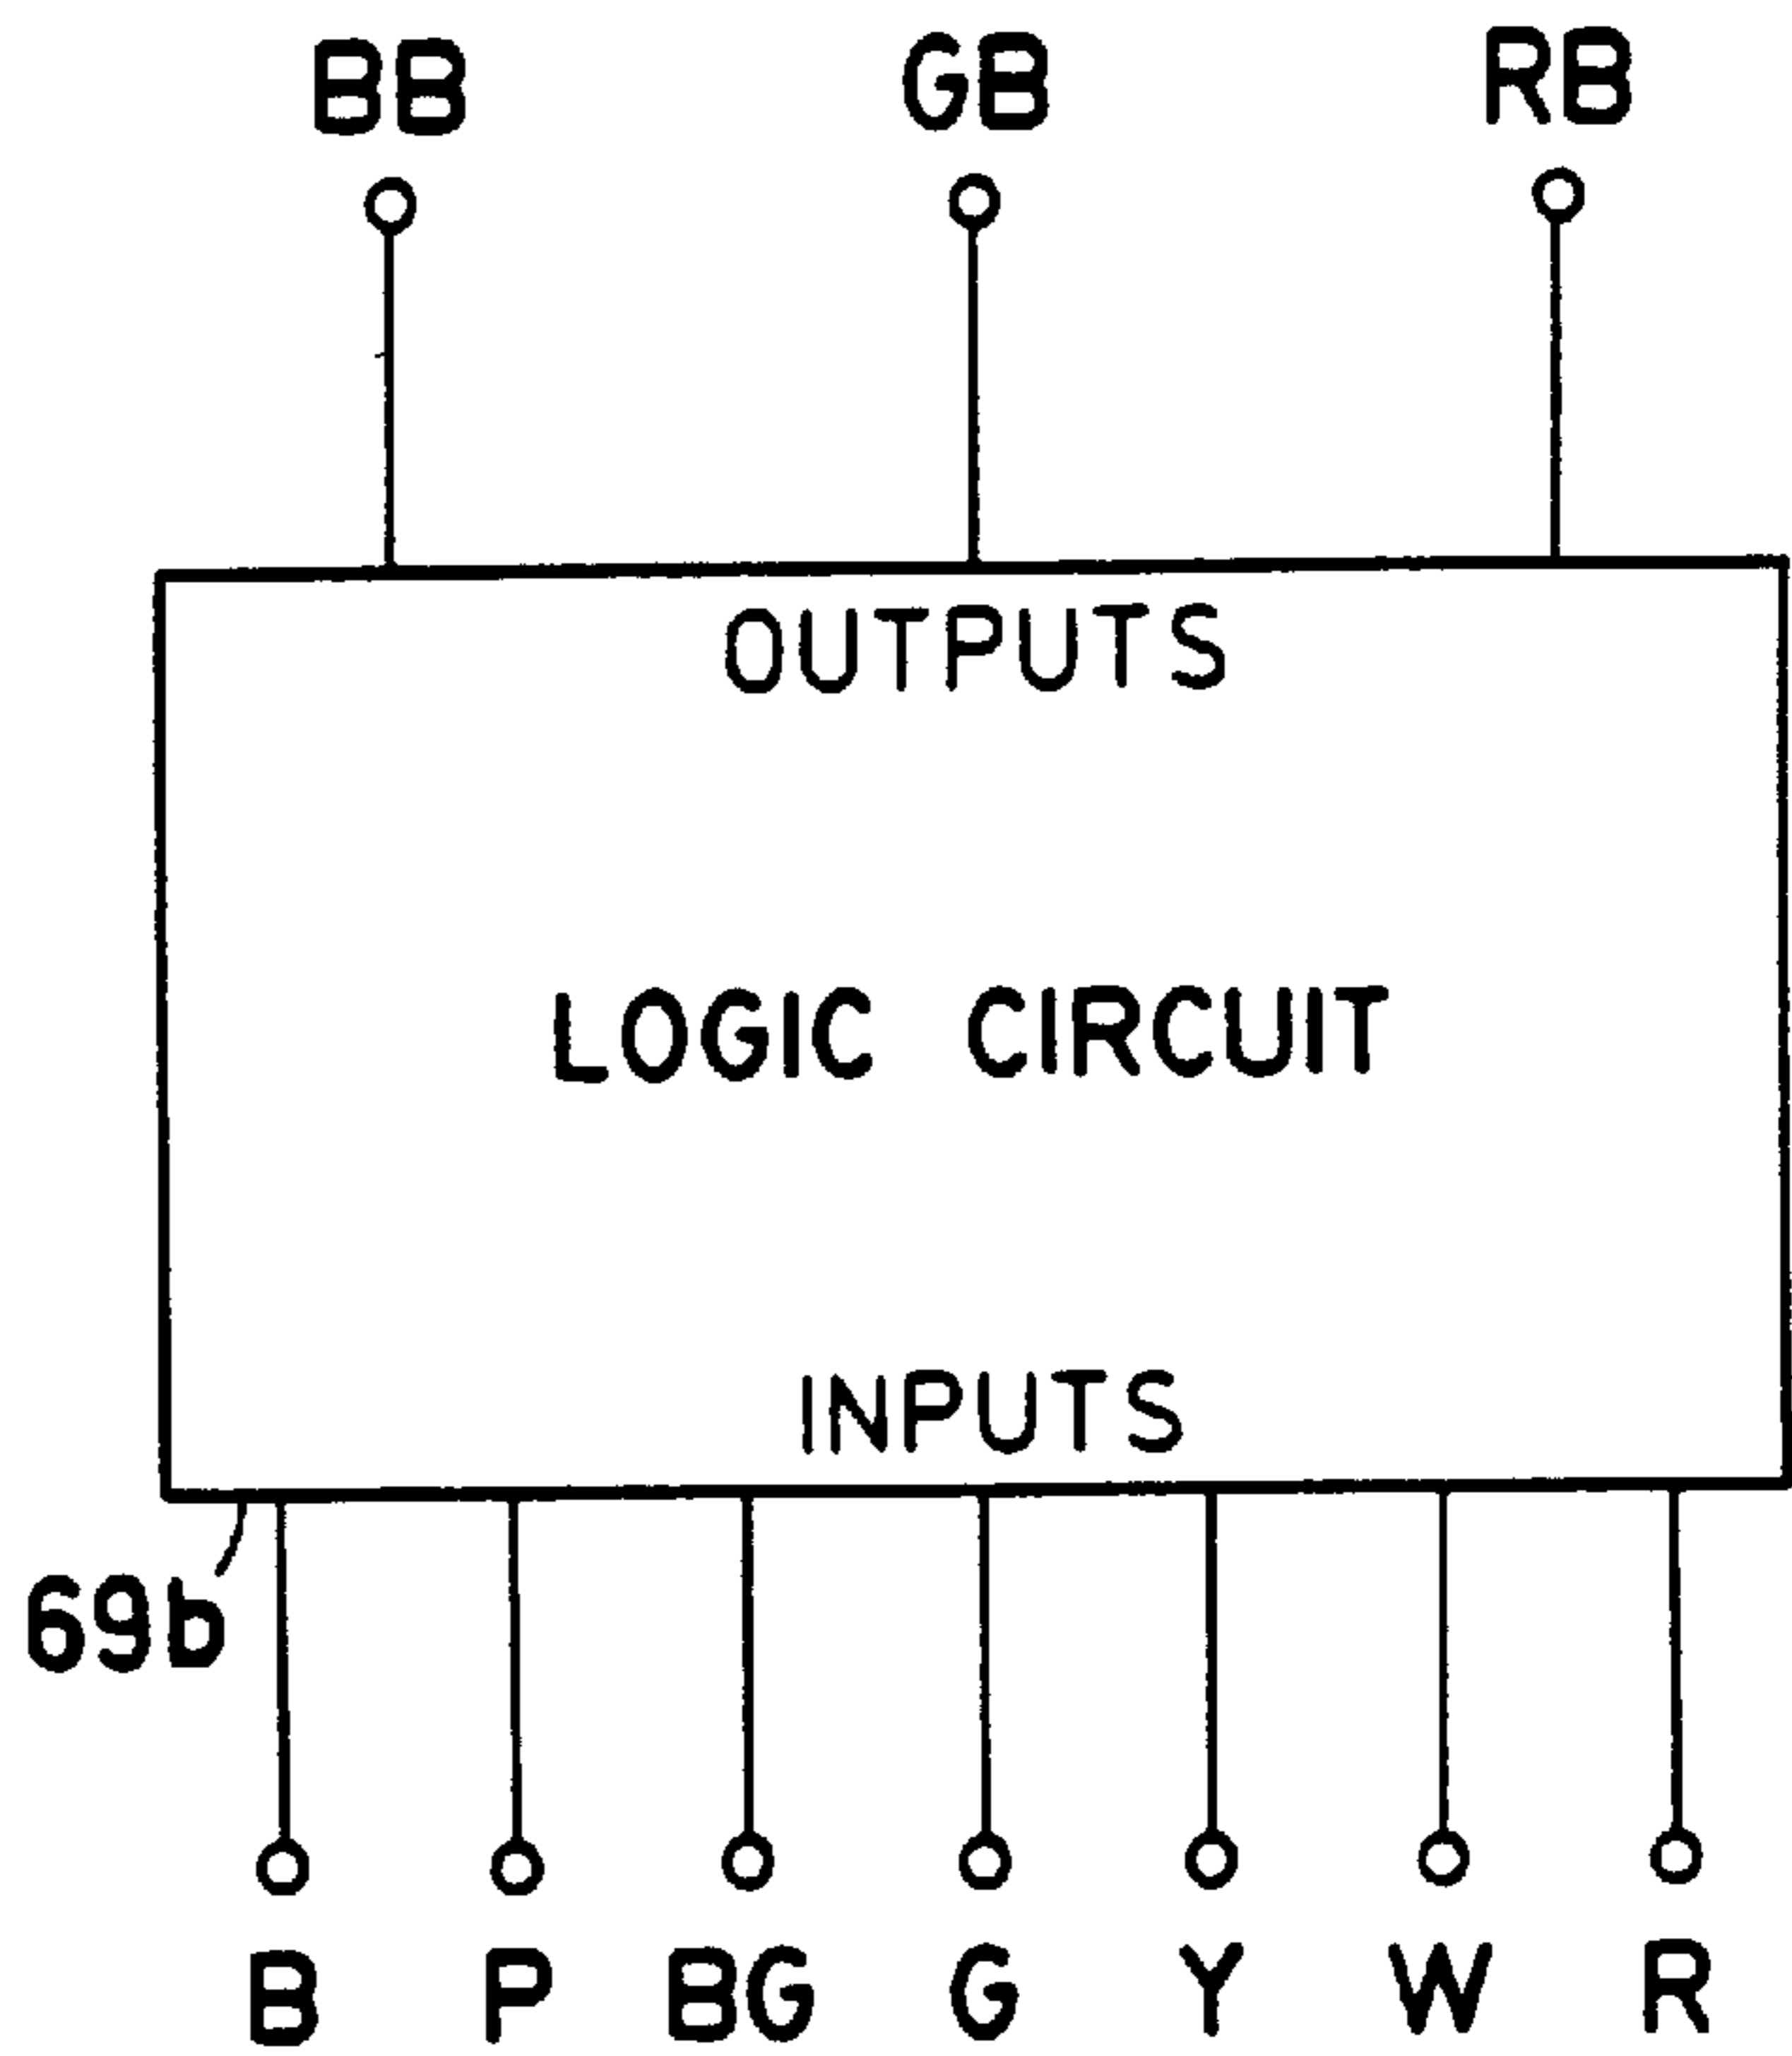 BB GB RB
OUTPUTS
LOGIC CIRCUIT
INPUTS
69b
B P BG G Y W R